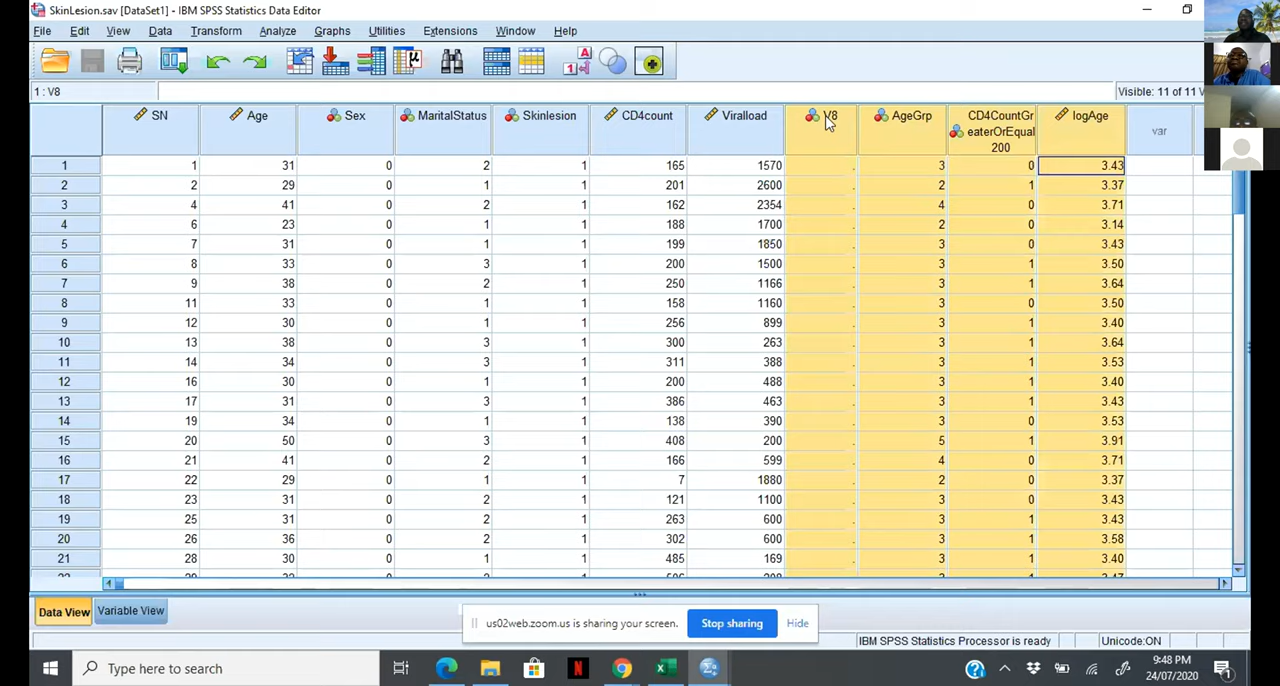 SkinLesion.sav [DataSet1] - IBM SPSS Statistics Data Editor
File Edit View Data Transform Analyze Graphs Utilities Extensions Window Help
1 : V8 Visible: 11 of 11 V
SN Age Sex MaritalStatus Skinlesion CD4count Viralload V8 AgeGrp CD4CountGr eaterOrEqual 200 logAge var
1 1 31 0 2 1 165 1570 . 3 0 3.43
2 2 29 0 1 1 201 2600 . 2 1 3.37
3 4 41 0 2 1 162 2354 . 4 0 3.71
4 6 23 0 1 1 188 1700 . 2 0 3.14
5 7 31 0 1 1 199 1850 . 3 0 3.43
6 8 33 0 3 1 200 1500 . 3 1 3.50
7 9 38 0 2 1 250 1166 . 3 1 3.64
8 11 33 0 1 1 158 1160 . 3 0 3.50
9 12 30 0 1 1 256 899 . 3 1 3.40
10 13 38 0 3 1 300 263 . 3 1 3.64
11 14 34 0 3 1 311 388 . 3 1 3.53
12 16 30 0 1 1 200 488 . 3 1 3.40
13 17 31 0 3 1 386 463 . 3 1 3.43
14 19 34 0 1 1 138 390 . 3 0 3.53
15 20 50 0 3 1 408 200 . 5 1 3.91
16 21 41 0 2 1 166 599 . 4 0 3.71
17 22 29 0 1 1 7 1880 . 2 0 3.37
18 23 31 0 2 1 121 1100 . 3 0 3.43
19 25 31 0 2 1 263 600 . 3 1 3.43
20 26 36 0 2 1 302 600 . 3 1 3.58
21 28 30 0 1 1 485 169 . 3 1 3.40
Data View Variable View
us02web.zoom.us is sharing your screen. Stop sharing Hide
IBM SPSS Statistics Processor is ready Unicode:ON
Type here to search
9:48 PM
24/07/2020